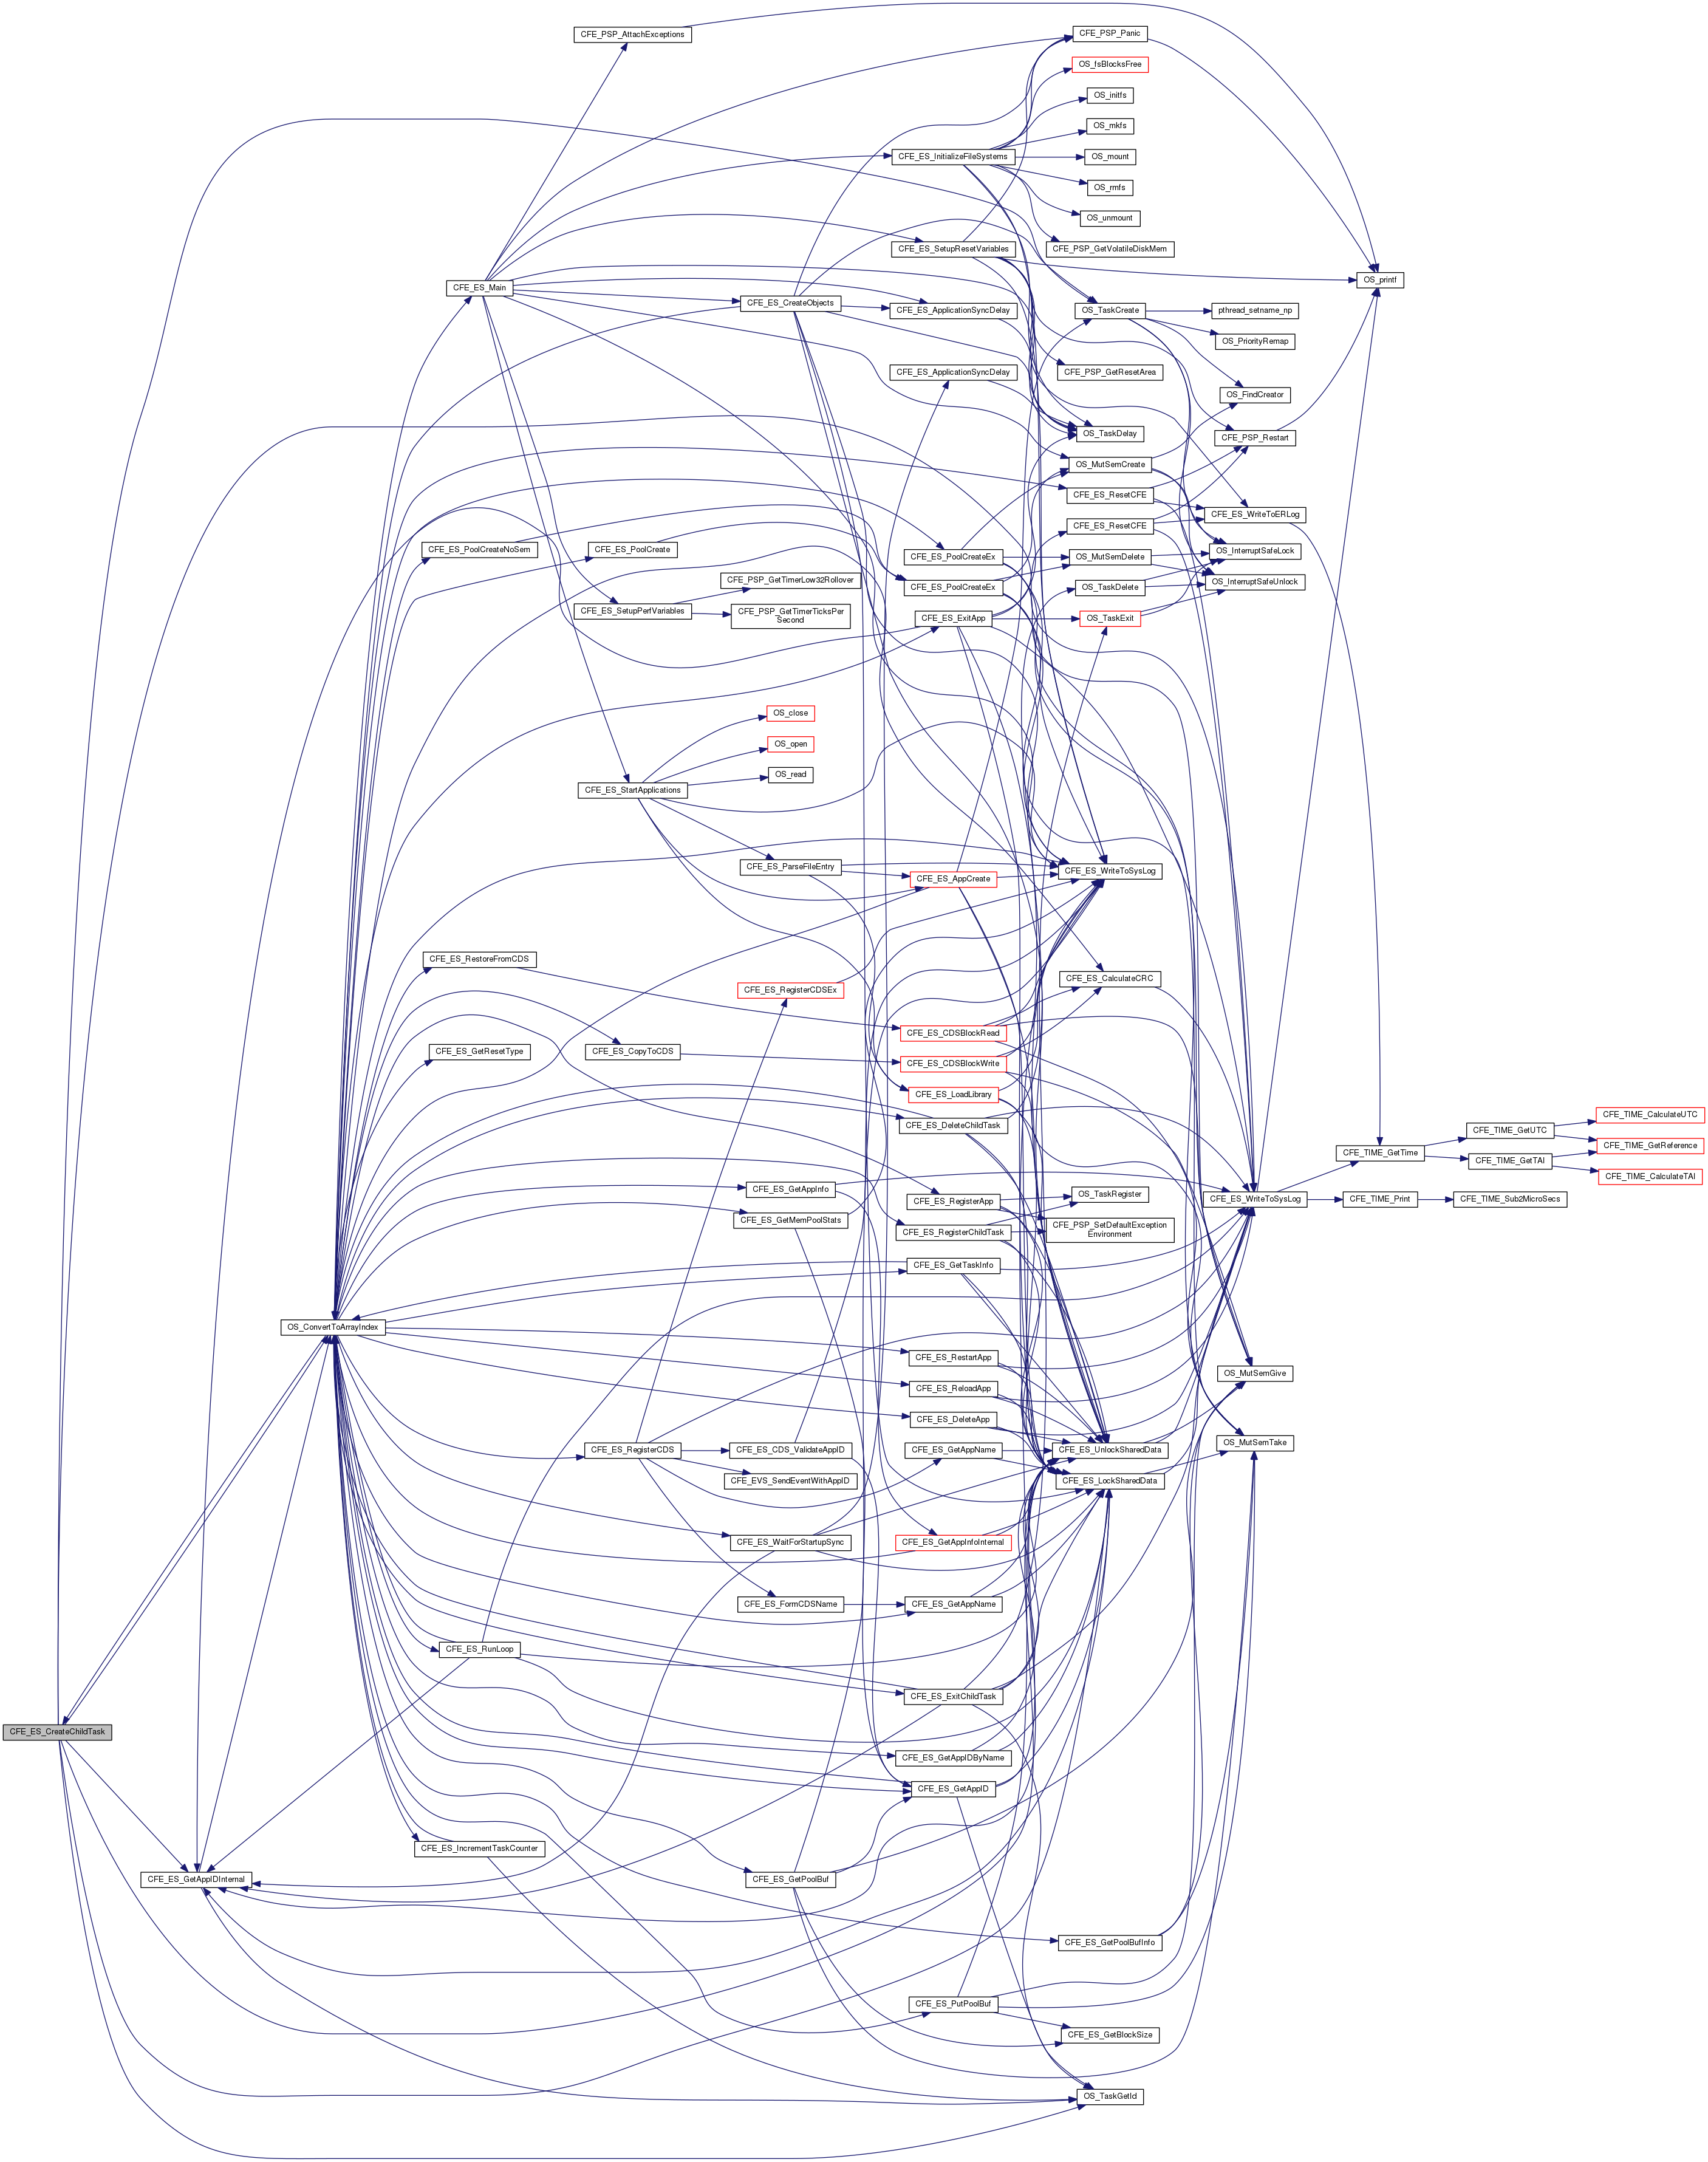 CFE_PSP_AttachExceptions
CFE_PSP_Panic
OS_fsBlocksFree
OS_initfs
OS_mkfs
CFE_ES_InitializeFileSystems
OS_mount
OS_rmfs
OS_unmount
CFE_ES_SetupResetVariables
CFE_PSP_GetVolatileDiskMem
OS_printf
CFE_ES_Main
CFE_ES_CreateObjects
CFE_ES_ApplicationSyncDelay
OS_TaskCreate
pthread_setname_np
OS_PriorityRemap
CFE_ES_ApplicationSyncDelay
CFE_PSP_GetResetArea
OS_FindCreator
OS_TaskDelay
CFE_PSP_Restart
OS_MutSemCreate
CFE_ES_ResetCFE
CFE_ES_WriteToERLog
CFE_ES_ResetCFE
CFE_ES_PoolCreateNoSem
CFE_ES_PoolCreate
CFE_ES_PoolCreateEx
OS_MutSemDelete
OS_InterruptSafeLock
CFE_PSP_GetTimerLow32Rollover
CFE_ES_PoolCreateEx
OS_TaskDelete
OS_InterruptSafeUnlock
CFE_ES_SetupPerfVariables
CFE_PSP_GetTimerTicksPer
Second
CFE_ES_ExitApp
OS_TaskExit
OS_close
OS_open
OS_read
CFE_ES_StartApplications
CFE_ES_ParseFileEntry
CFE_ES_AppCreate
CFE_ES_WriteToSysLog
CFE_ES_RestoreFromCDS
CFE_ES_RegisterCDSEx
CFE_ES_CalculateCRC
CFE_ES_CDSBlockRead
CFE_ES_GetResetType
CFE_ES_CopyToCDS
CFE_ES_CDSBlockWrite
CFE_ES_LoadLibrary
CFE_TIME_CalculateUTC
CFE_ES_DeleteChildTask
CFE_TIME_GetUTC
CFE_TIME_GetReference
CFE_TIME_GetTime
CFE_TIME_GetTAI
CFE_TIME_CalculateTAI
CFE_ES_GetAppInfo
CFE_ES_RegisterApp
OS_TaskRegister
CFE_ES_WriteToSysLog
CFE_TIME_Print
CFE_TIME_Sub2MicroSecs
CFE_ES_GetMemPoolStats
CFE_ES_RegisterChildTask
CFE_PSP_SetDefaultException
Environment
CFE_ES_GetTaskInfo
OS_ConvertToArrayIndex
CFE_ES_RestartApp
OS_MutSemGive
CFE_ES_ReloadApp
CFE_ES_DeleteApp
CFE_ES_RegisterCDS
CFE_ES_CDS_ValidateAppID
CFE_ES_GetAppName
CFE_ES_UnlockSharedData
OS_MutSemTake
CFE_EVS_SendEventWithAppID
CFE_ES_LockSharedData
CFE_ES_WaitForStartupSync
CFE_ES_GetAppInfoInternal
CFE_ES_FormCDSName
CFE_ES_GetAppName
CFE_ES_RunLoop
CFE_ES_ExitChildTask
CFE_ES_CreateChildTask
CFE_ES_GetAppIDByName
CFE_ES_GetAppID
CFE_ES_IncrementTaskCounter
CFE_ES_GetAppIDInternal
CFE_ES_GetPoolBuf
CFE_ES_GetPoolBufInfo
CFE_ES_PutPoolBuf
CFE_ES_GetBlockSize
OS_TaskGetId